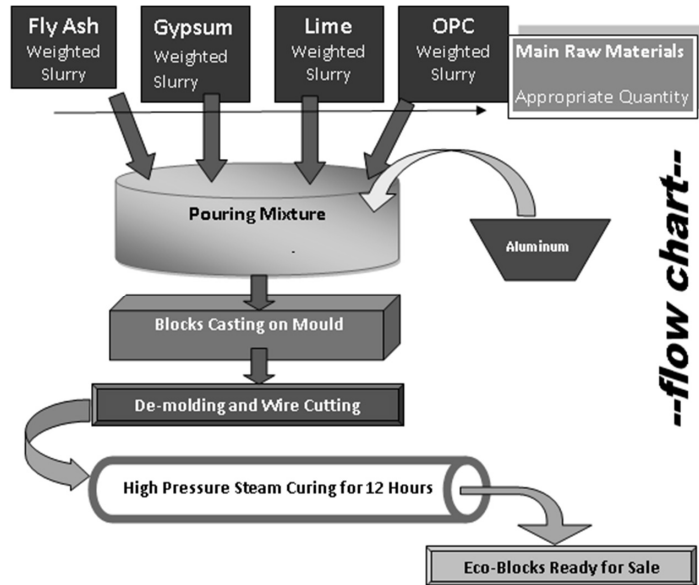 Fly Ash
Weighted
Slurry
Gypsum
Weighted
Slurry
Lime
Weighted
Slurry
OPC
Weighted
Slurry
Main Raw Materials
Appropriate Quantity
Pouring Mixture
Aluminum
Blocks Casting on Mould
De-molding and Wire Cutting
High Pressure Steam Curing for 12 Hours
Eco-Blocks Ready for Sale
--flow chart--